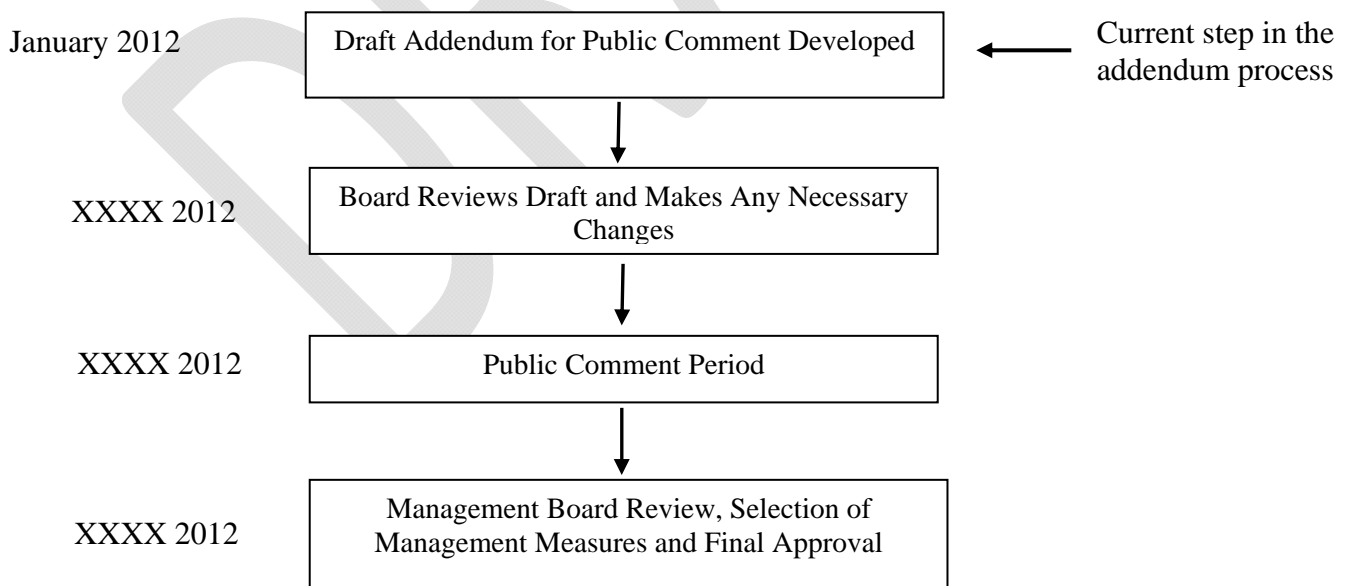 January 2012
Draft Addendum for Public Comment Developed
Current step in the
addendum process
XXXX 2012
Board Reviews Draft and Makes Any Necessary
Changes
XXXX 2012
Public Comment Period
XXXX 2012
Management Board Review, Selection of
Management Measures and Final Approval